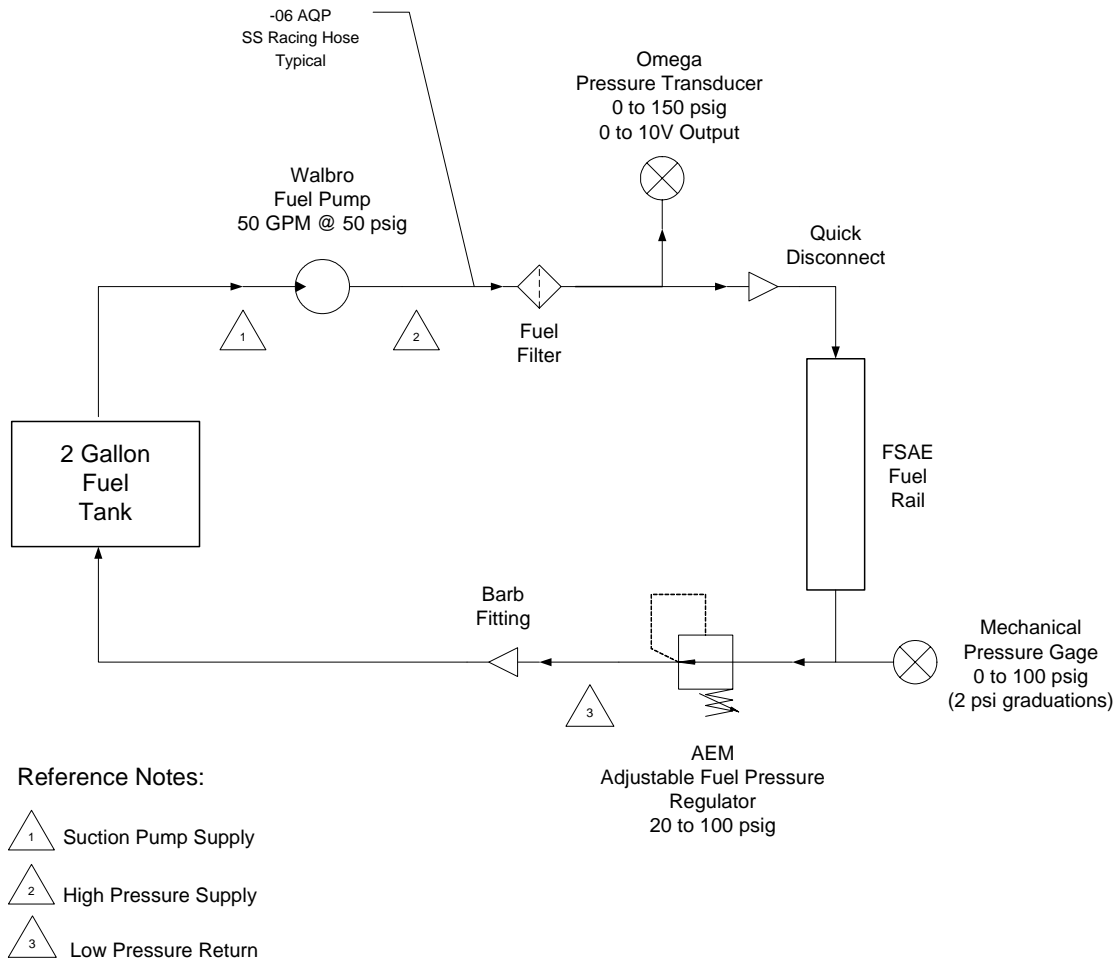 -06 AQP
SS Racing Hose
Typical
Omega
Pressure Transducer
0 to 150 psig
0 to 10V Output
Walbro
Fuel Pump
50 GPM @ 50 psig
Quick
Disconnect
1
2
Fuel
Filter
2 Gallon
Fuel
Tank
FSAE
Fuel
Rail
Barb
Fitting
Mechanical
Pressure Gage
0 to 100 psig
(2 psi graduations)
3
AEM
Adjustable Fuel Pressure
Regulator
20 to 100 psig
Reference Notes:
1 Suction Pump Supply
2 High Pressure Supply
3 Low Pressure Return